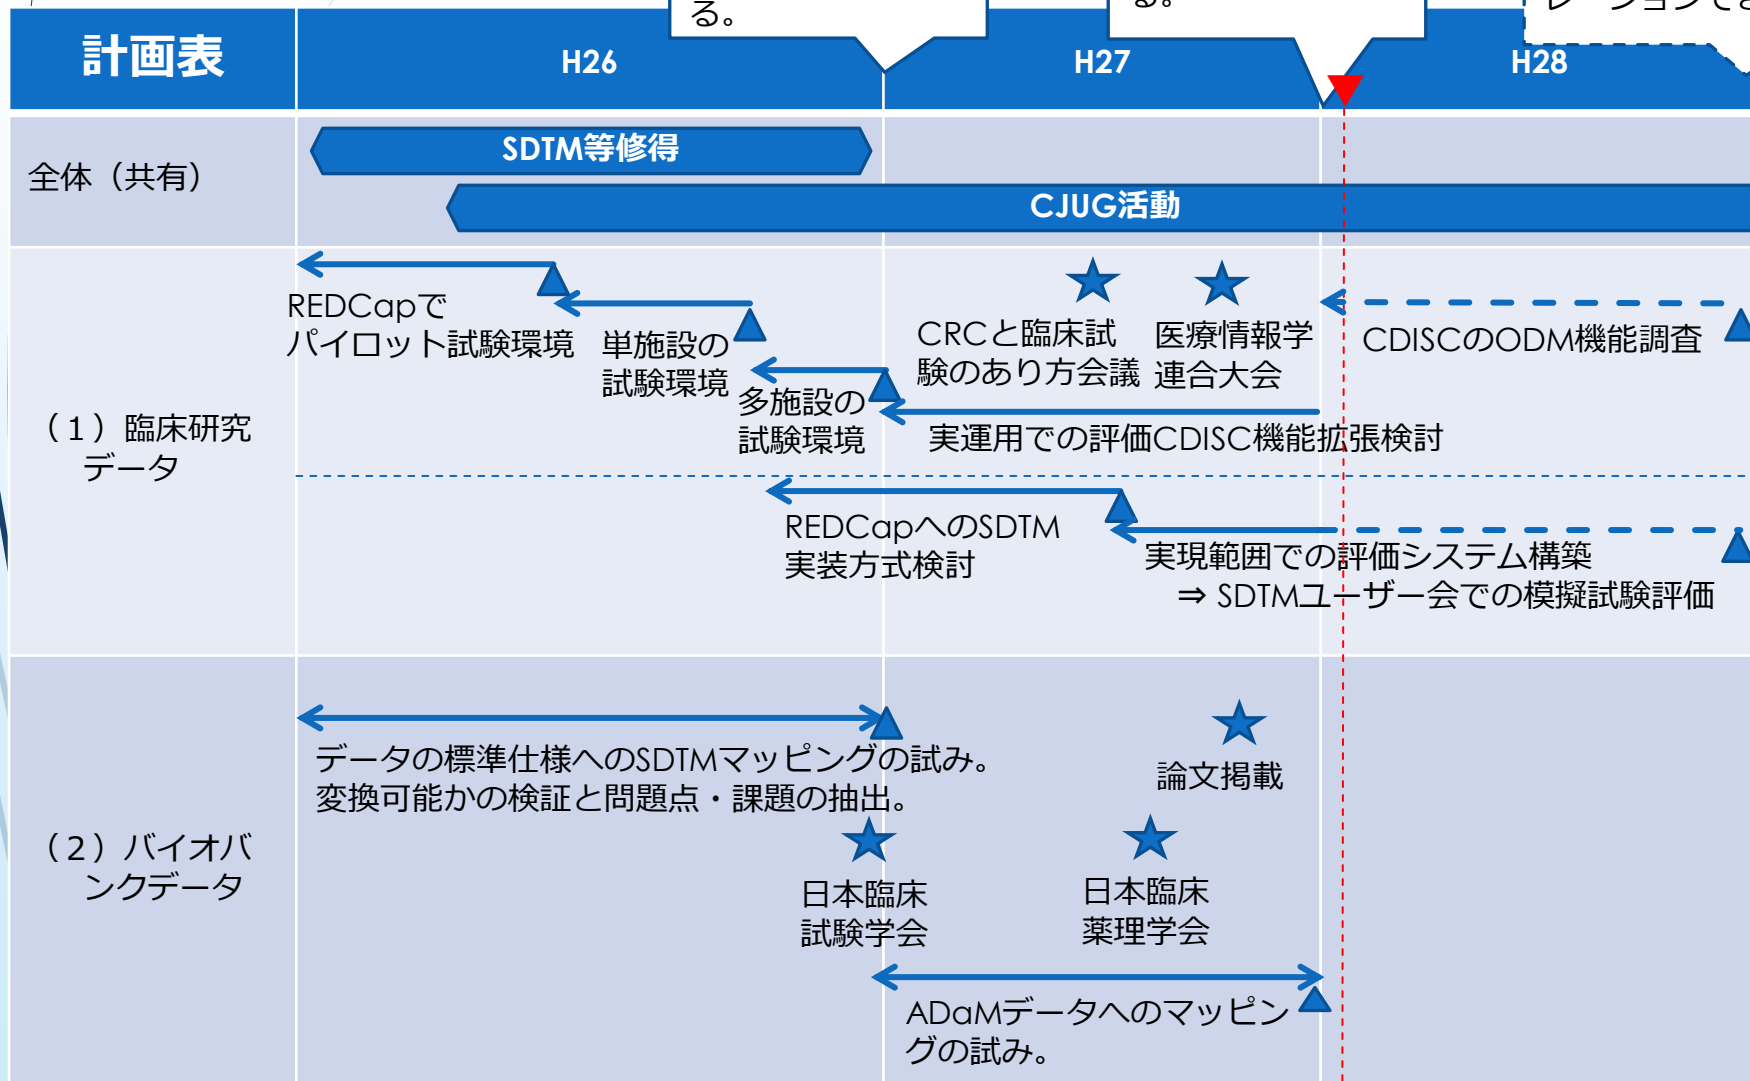 る。
る。
計画表
H26
H27
H28
全体（共有）
SDTM等修得
CJUG活動
（１）臨床研究
データ
REDCapで
パイロット試験環境
単施設の
試験環境
多施設の
試験環境
CRCと臨床試
験のあり方会議
医療情報学
連合大会
CDISCのODM機能調査
実運用での評価CDISC機能拡張検討
REDCapへのSDTM
実装方式検討
実現範囲での評価システム構築
⇒ SDTMユーザー会での模擬試験評価
（２）バイオバ
ンクデータ
データの標準仕様へのSDTMマッピングの試み。
変換可能かの検証と問題点・課題の抽出。
論文掲載
日本臨床
試験学会
日本臨床
薬理学会
ADaMデータへのマッピン
グの試み。